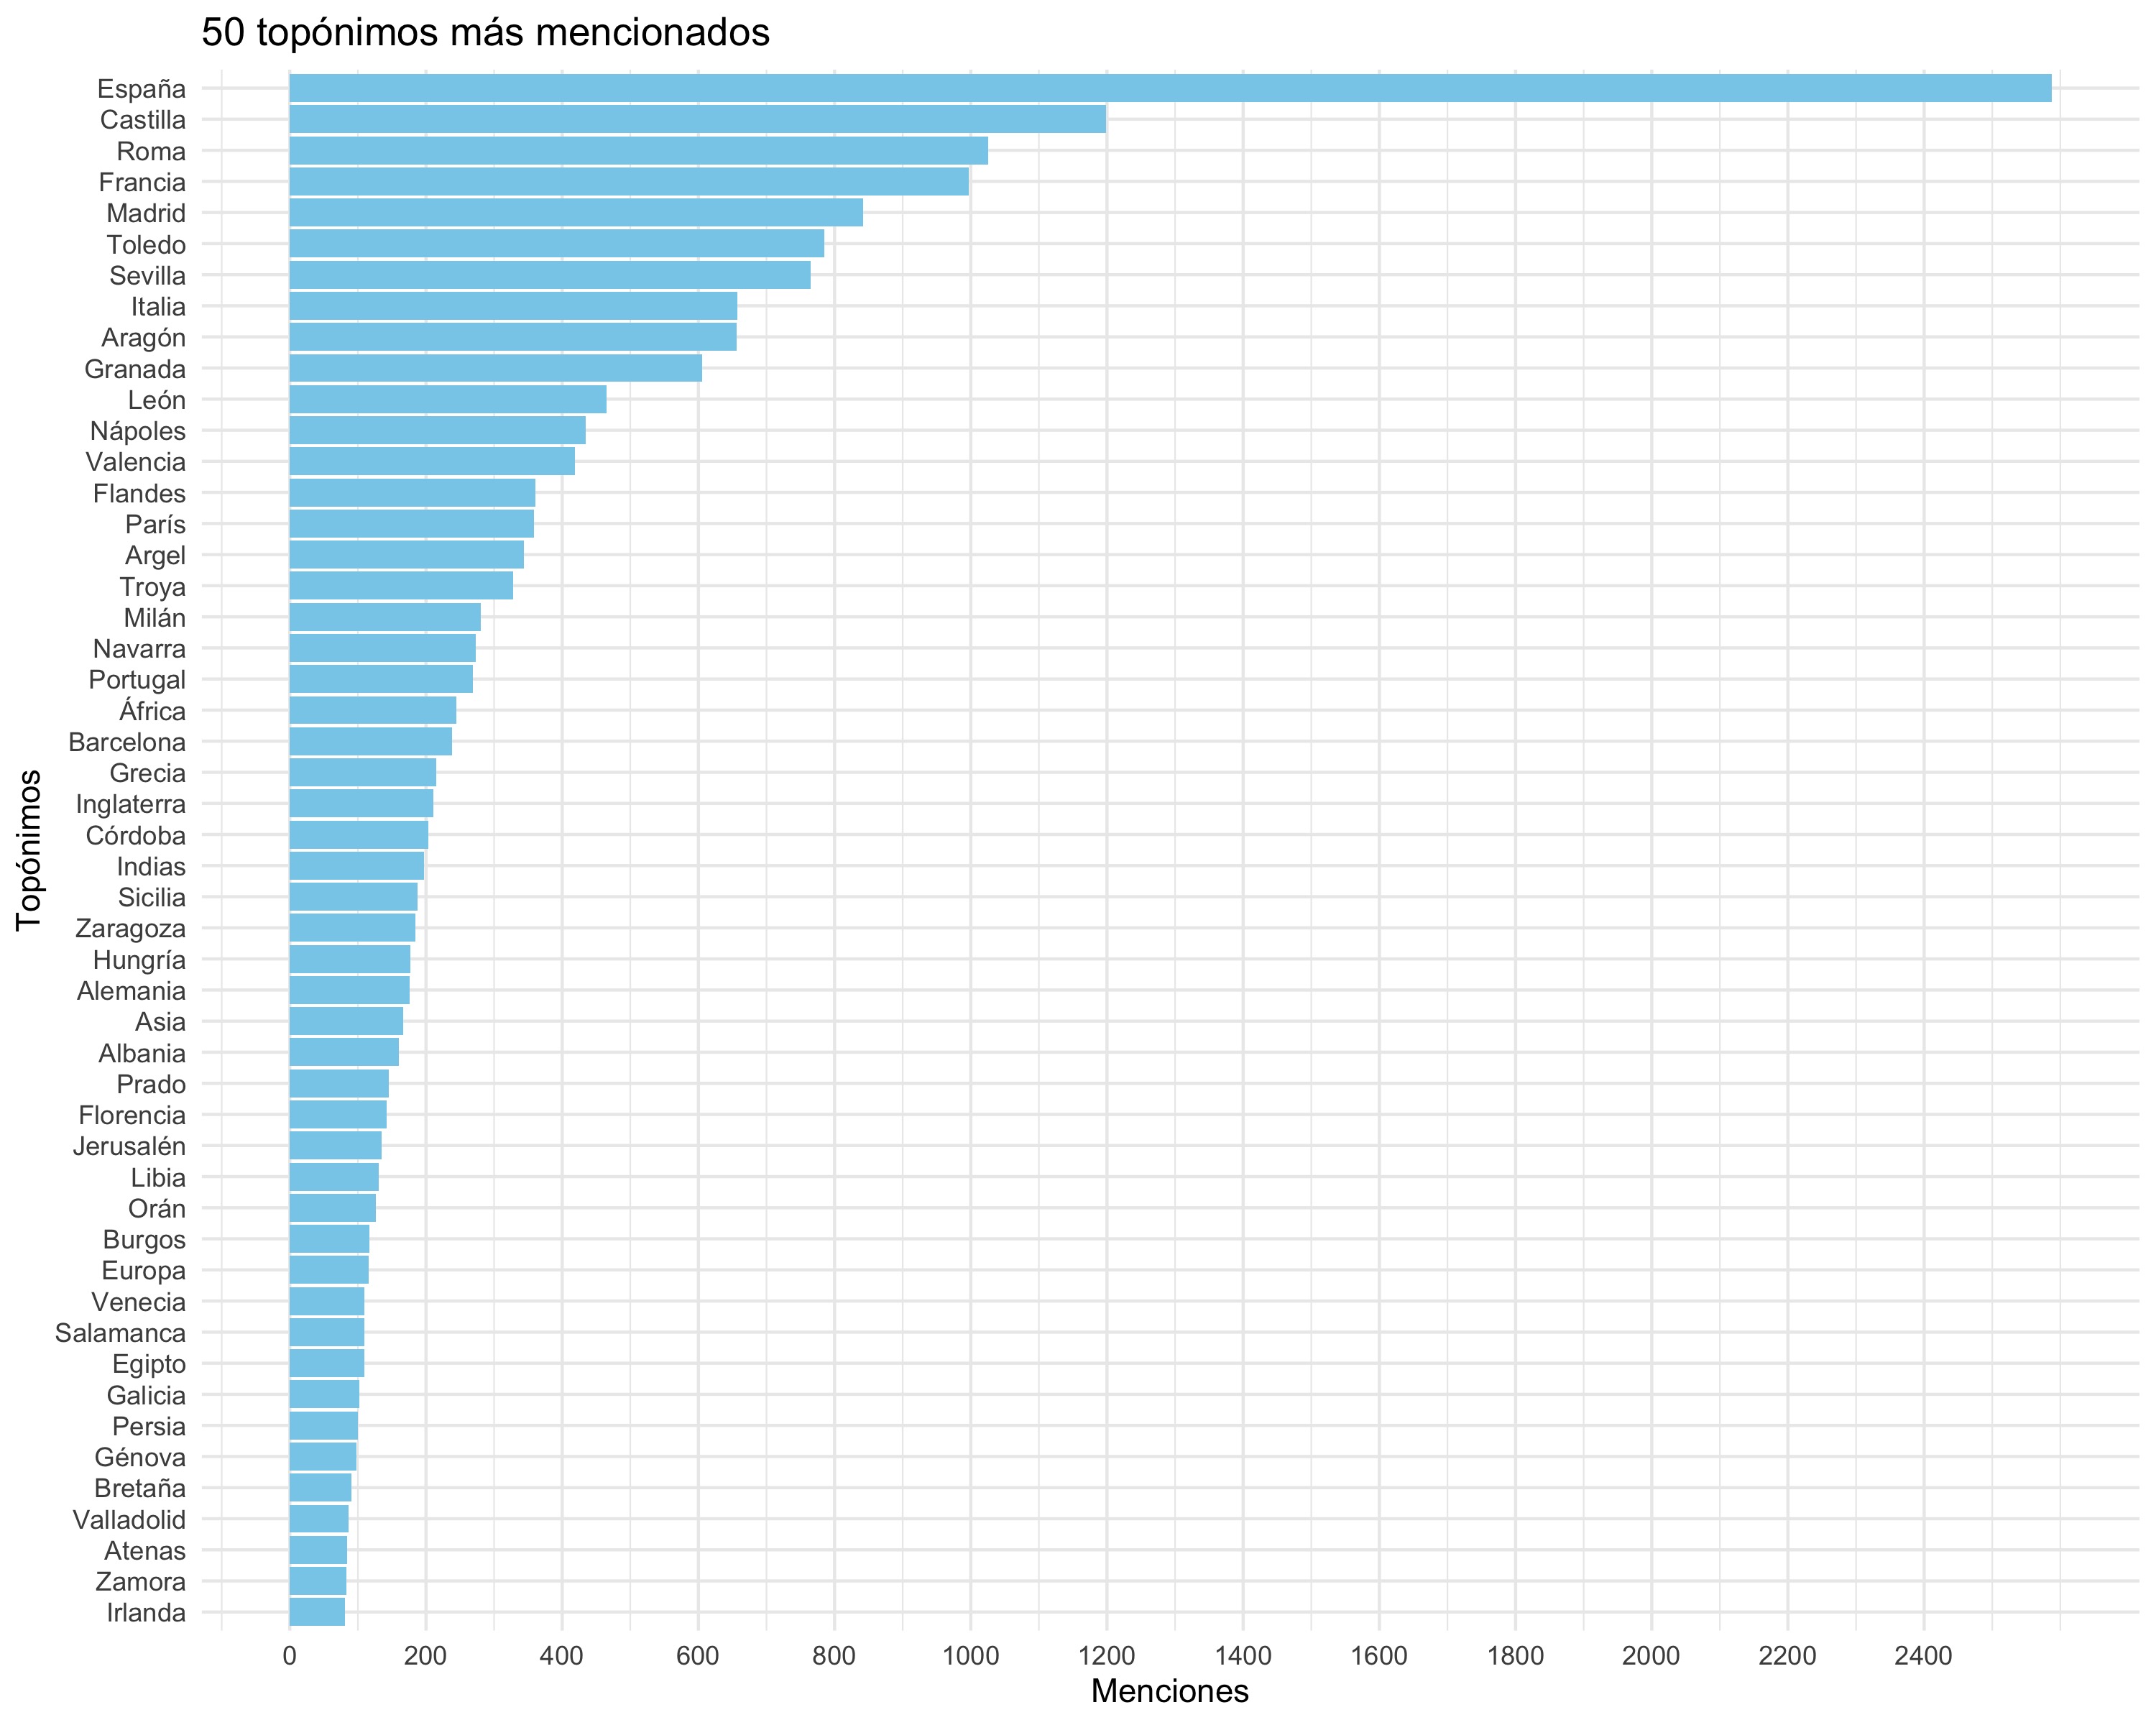 50 topónimos más mencionados
Topónimos
España
Castilla
Roma
Francia
Madrid
Toledo
Sevilla
Italia
Aragón
Granada
León
Nápoles
Valencia
Flandes
París
Argel
Troya
Milán
Navarra
Portugal
África
Barcelona
Grecia
Inglaterra
Córdoba
Indias
Sicilia
Zaragoza
Hungría
Alemania
Asia
Albania
Prado
Florencia
Jerusalén
Libia
Orán
Burgos
Europa
Venecia
Salamanca
Egipto
Galicia
Persia
Génova
Bretaña
Valladolid
Atenas
Zamora
Irlanda
0 200 400 600 800 1000 1200 1400 1600 1800 2000 2200 2400
Menciones